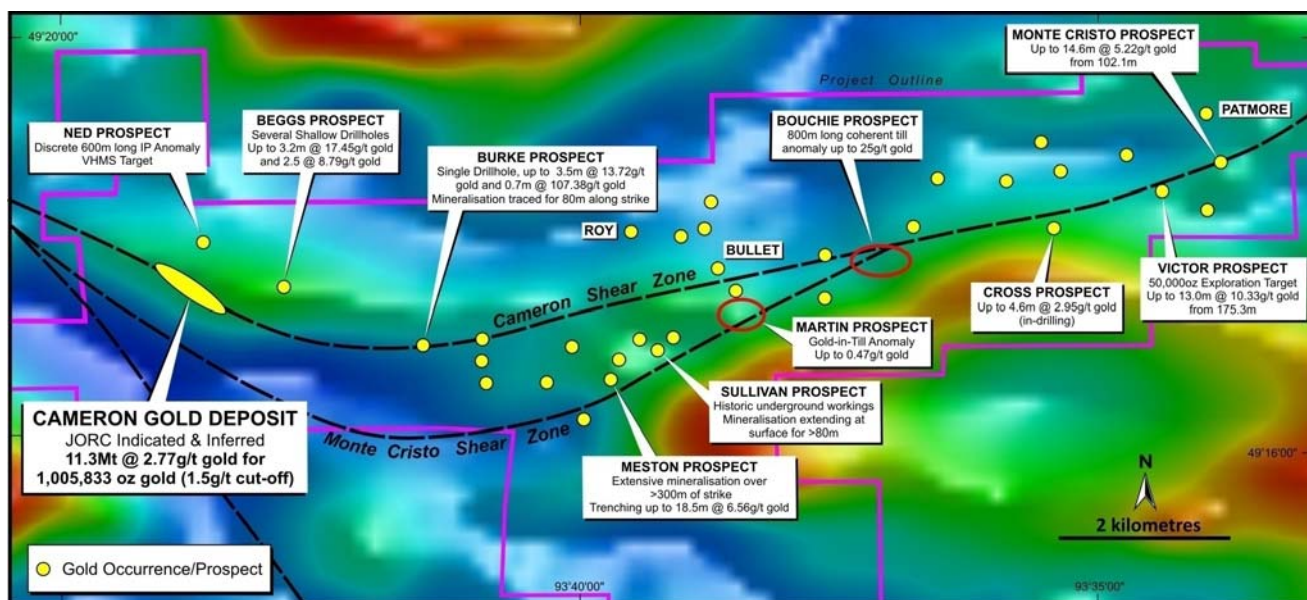 49°20'00"
MONTE CRISTO PROSPECT
Up to 14.6m @ 5.22g/t gold
from 102.1m
Project Outline
PATMORE
NED PROSPECT
Discrete 600m long IP Anomaly
VHMS Target
BEGGS PROSPECT
Several Shallow Drillholes
Up to 3.2m @ 17.45g/t gold
and 2.5 @ 8.79g/t gold
BURKE PROSPECT
Single Drillhole, up to 3.5m @ 13.72g/t
gold and 0.7m @ 107.38g/t gold
Mineralisation traced for 80m along strike
BOUCHIE PROSPECT
800m long coherent till
anomaly up to 25g/t gold
ROY
BULLET
Cameron Shear Zone
CROSS PROSPECT
Up to 4.6m @ 2.95g/t gold
(in-drilling)
VICTOR PROSPECT
50,000oz Exploration Target
Up to 13.0m @ 10.33g/t gold
from 175.3m
MARTIN PROSPECT
Gold-in-Till Anomaly
Up to 0.47g/t gold
SULLIVAN PROSPECT
Historic underground workings
Mineralisation extending at
surface for >80m
CAMERON GOLD DEPOSIT
JORC Indicated & Inferred
11.3Mt @ 2.77g/t gold for
1,005,833 oz gold (1.5g/t cut-off)
Monte Cristo Shear Zone
MESTON PROSPECT
Extensive mineralisation over
>300m of strike
Trenching up to 18.5m @ 6.56g/t gold
49°16'00"
N
2 kilometres
Gold Occurrence/Prospect
93°40'00"
93°35'00"